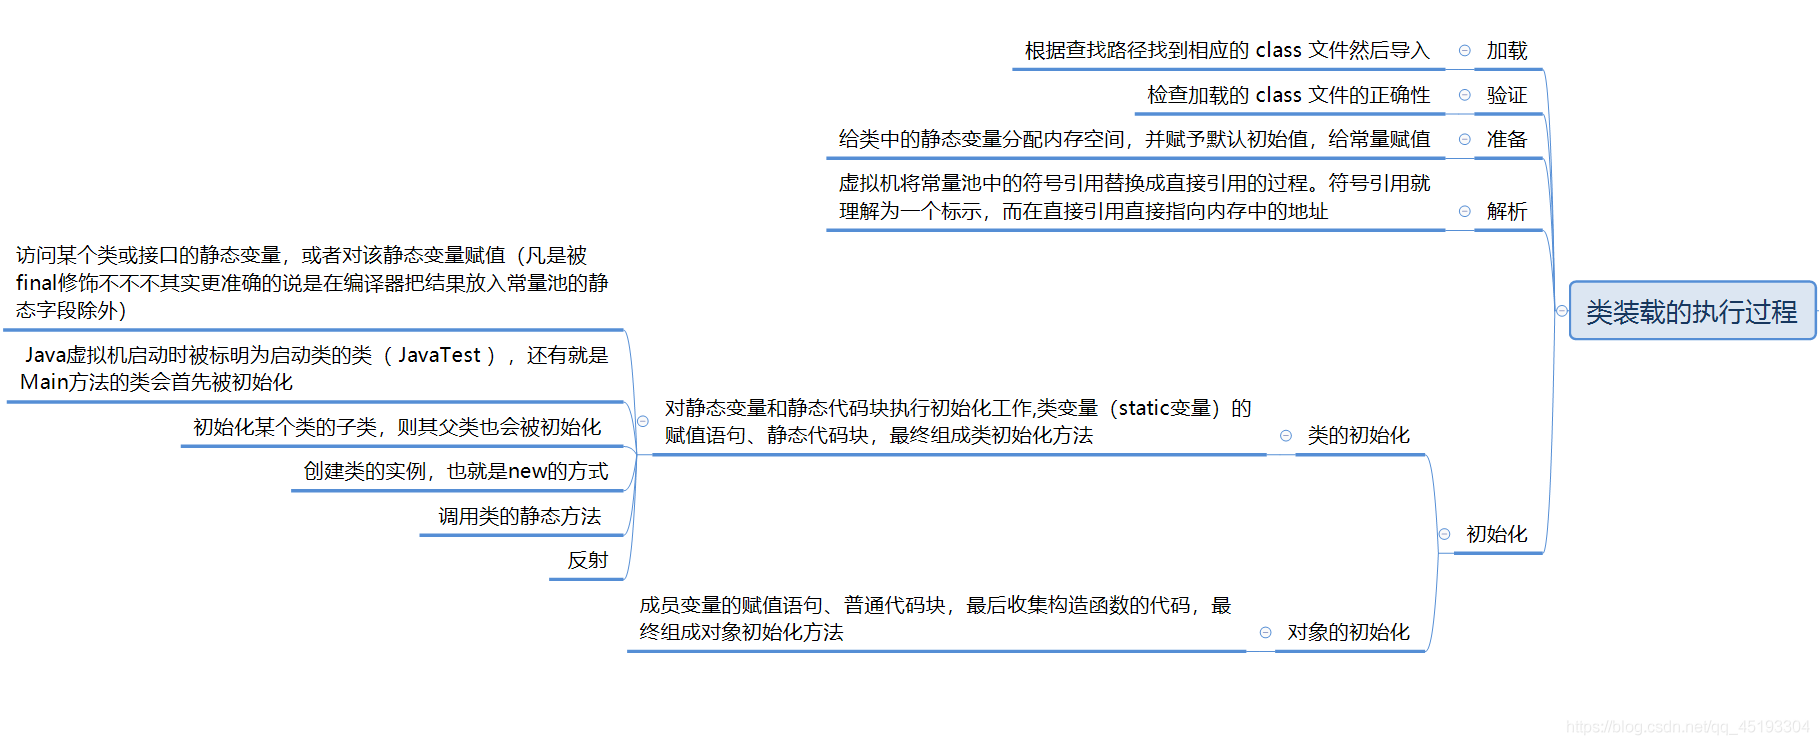 类装载的执行过程
加载
根据查找路径找到相应的 class 文件然后导入
验证
检查加载的 class 文件的正确性
准备
给类中的静态变量分配内存空间，并赋予默认初始值，给常量赋值
解析
虚拟机将常量池中的符号引用替换成直接引用的过程。符号引用就
理解为一个标示，而在直接引用直接指向内存中的地址
初始化
类的初始化
对静态变量和静态代码块执行初始化工作,类变量（static变量）的
赋值语句、静态代码块，最终组成类初始化方法
访问某个类或接口的静态变量，或者对该静态变量赋值（凡是被
final修饰不不不其实更准确的说是在编译器把结果放入常量池的静
态字段除外）
Java虚拟机启动时被标明为启动类的类（ JavaTest ），还有就是
Main方法的类会首先被初始化
初始化某个类的子类，则其父类也会被初始化
创建类的实例，也就是new的方式
调用类的静态方法
反射
对象的初始化
成员变量的赋值语句、普通代码块，最后收集构造函数的代码，最
终组成对象初始化方法
https://blog.csdn.net/qq_45193304